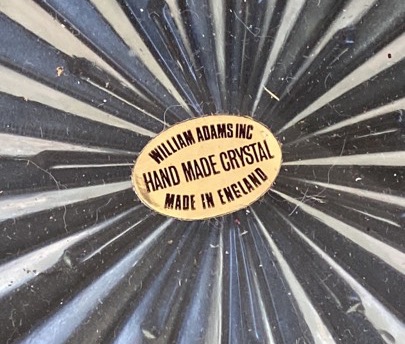 WILLIAM ADAMS INC
HAND MADE CRYSTAL
MADE IN ENGLAND